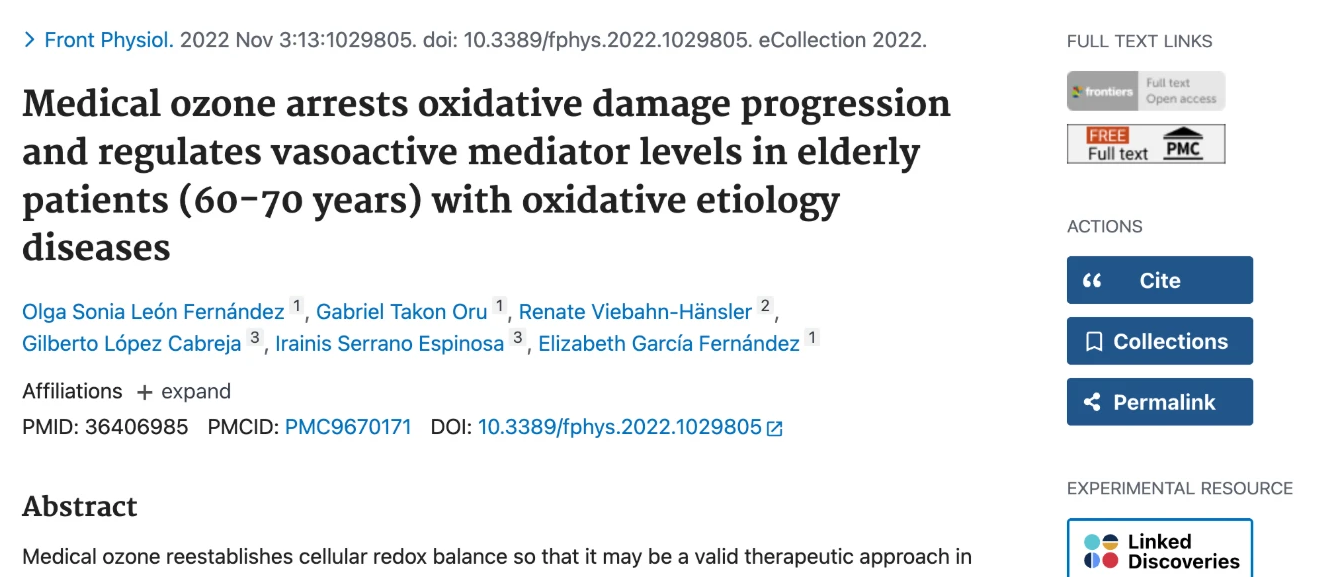 Front Physiol. 2022 Nov 3:13:1029805. doi: 10.3389/fphys.2022.1029805. eCollection 2022.
Medical ozone arrests oxidative damage progression
and regulates vasoactive mediator levels in elderly
patients (60-70 years) with oxidative etiology
diseases
Olga Sonia León Fernández 1, Gabriel Takon Oru 1, Renate Viebahn-Hänsler 2,
Gilberto López Cabreja 3, Irainis Serrano Espinosa 3, Elizabeth García Fernández 1
Affiliations + expand
PMID: 36406985 PMCID: PMC9670171 DOI: 10.3389/fphys.2022.1029805
Abstract
Medical ozone reestablishes cellular redox balance so that it may be a valid therapeutic approach in
FULL TEXT LINKS
frontiers Full text
Open access
FREE
Full text PMC
ACTIONS
Cite
Collections
Permalink
EXPERIMENTAL RESOURCE
Linked
Discoveries